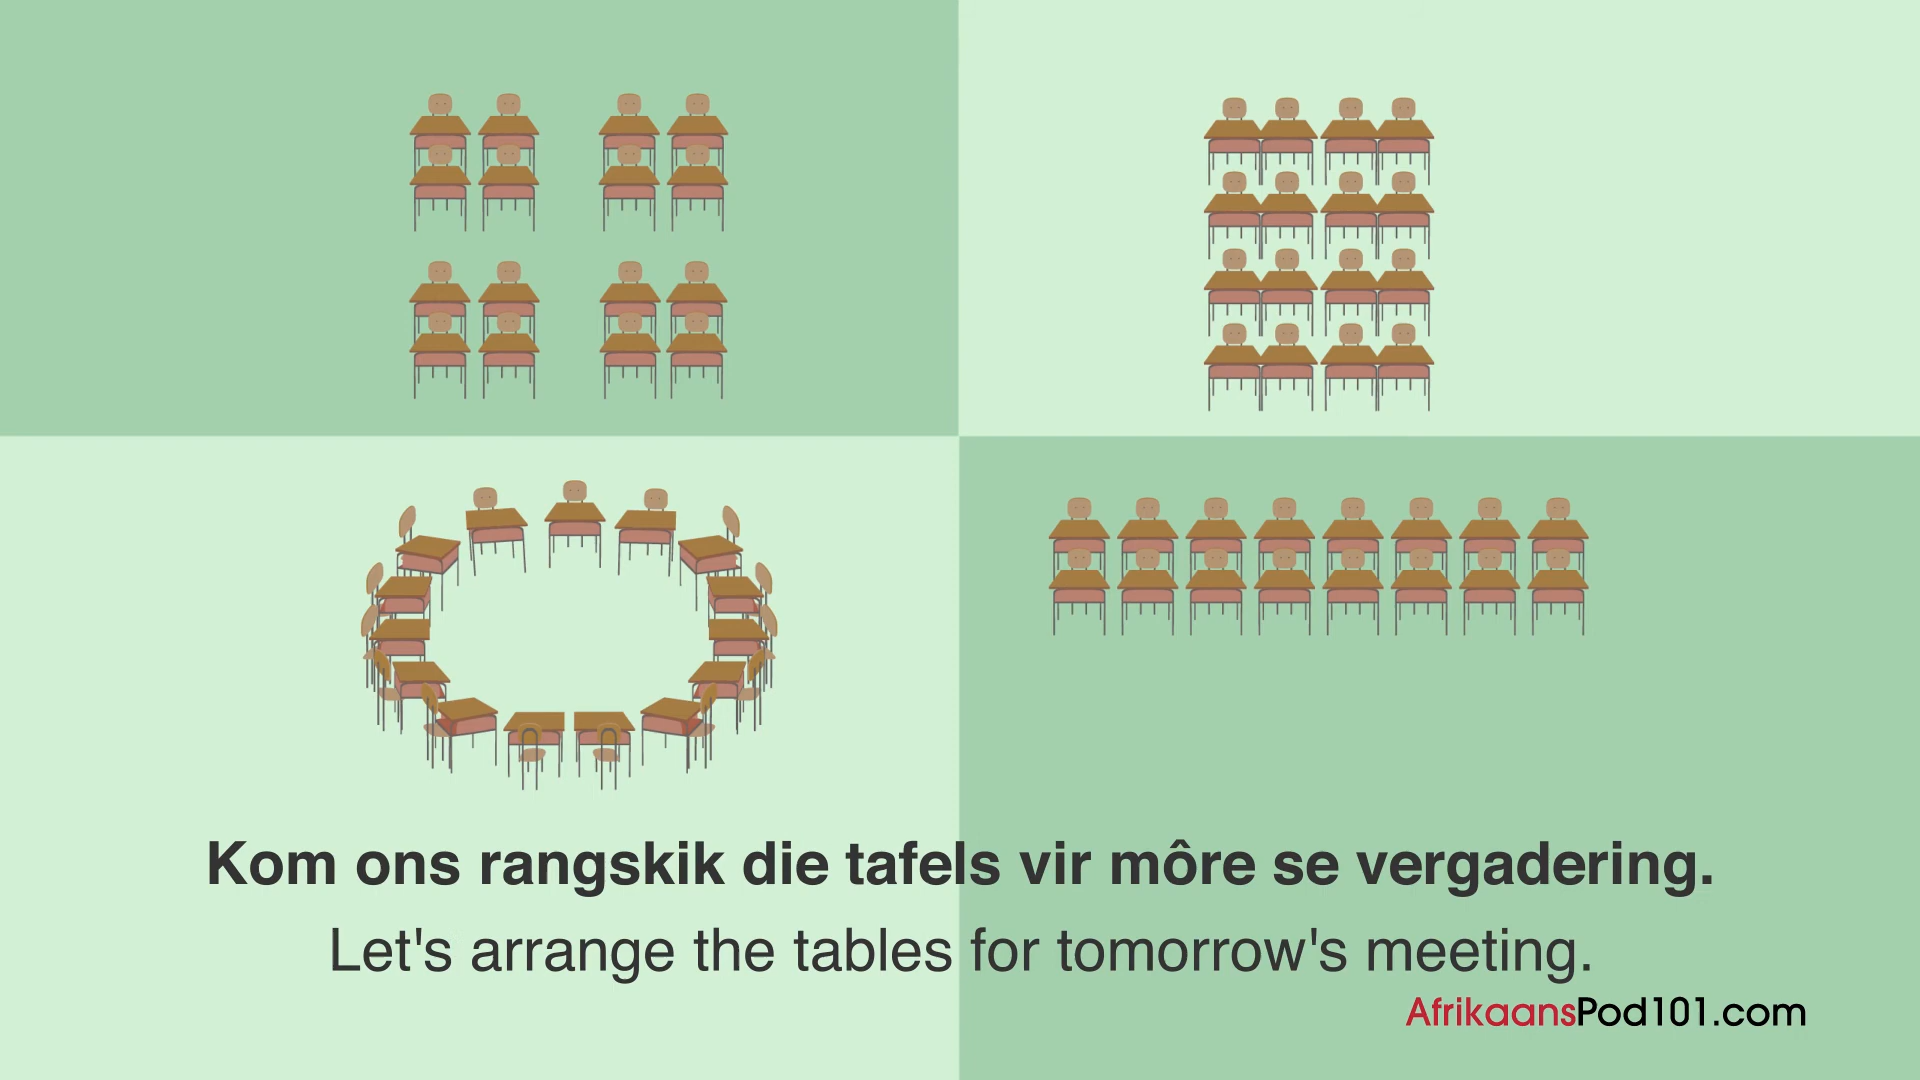 Kom ons rangskik die tafels vir môre se vergadering.
Let's arrange the tables for tomorrow's meeting.
AfrikaansPod101.com